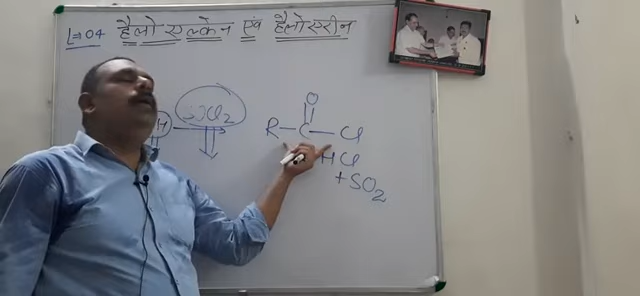 L-04 हैलो एल्केन एवं हैलोएरीन
H SOCl2
O
R-C-Cl
HCl
+SO2